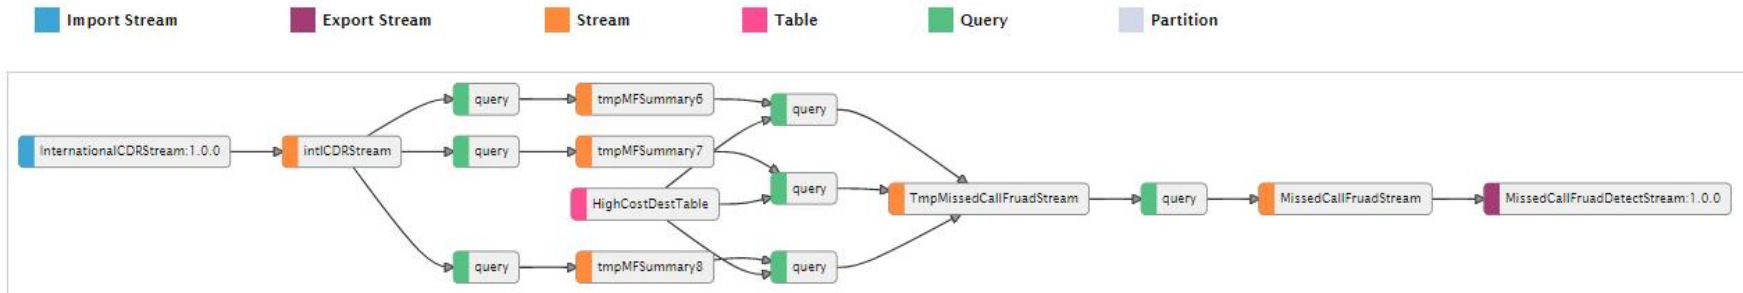 Import Stream
Export Stream
Stream
Table
Query
Partition
query
tmpMFSummary6
query
InternationalCDRStream:1.0.0
intlCDRStream
query
tmpMFSummary7
query
HighCostDestTable
TmpMissedCallFruadStream
query
MissedCallFruadStream
MissedCallFruadDetectStream:1.0.0
query
tmpMFSummary8
query